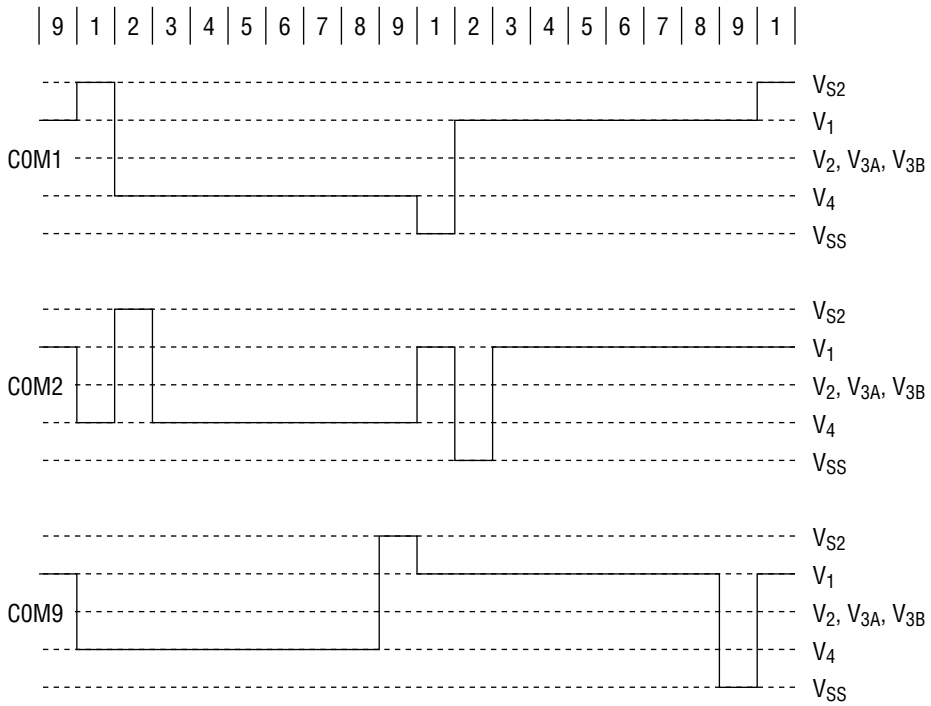 9 1 2 3 4 5 6 7 8 9 1 2 3 4 5 6 7 8 9 1
VS2
V1
COM1 V2, V3A, V3B
V4
VSS
VS2
V1
COM2 V2, V3A, V3B
V4
VSS
VS2
V1
COM9 V2, V3A, V3B
V4
VSS